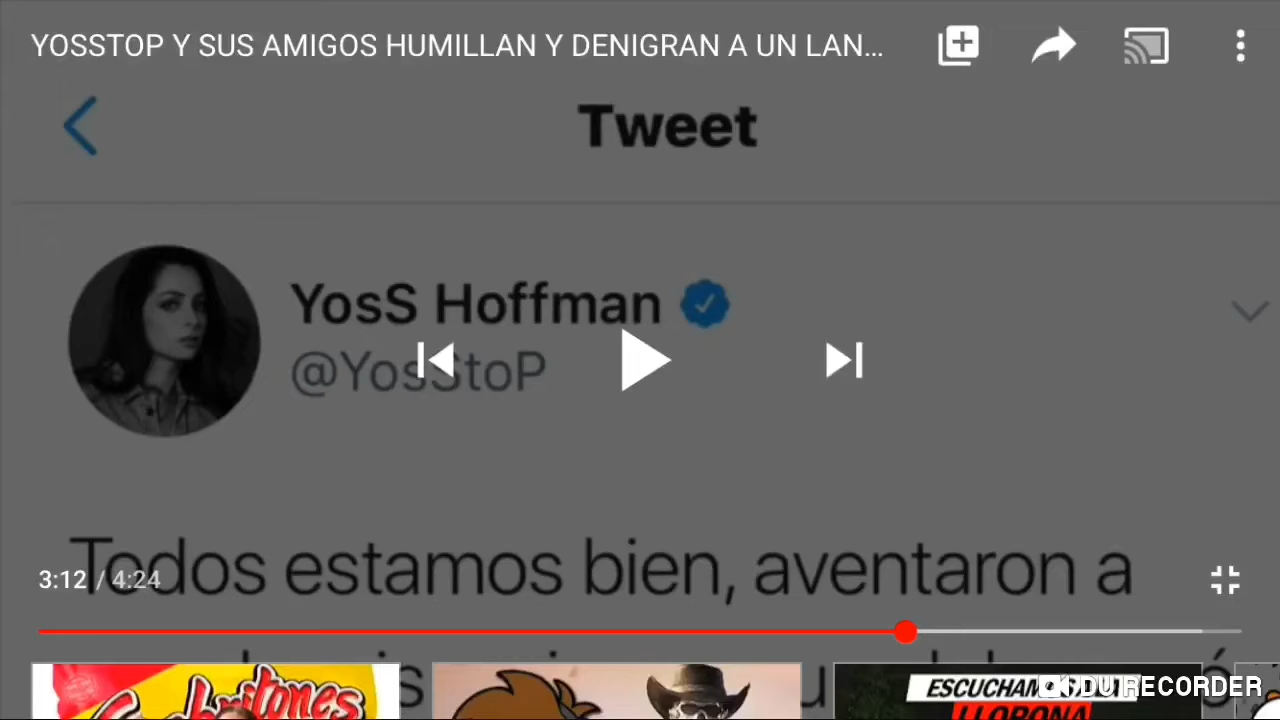 YOSSTOP Y SUS AMIGOS HUMILLAN Y DENIGRAN A UN LAN...
Tweet
YosS Hoffman
@YosStoP
Todos estamos bien, aventaron a
3:12 / 4:24
ESCUCHAM
LLORONA
DU RECORDER